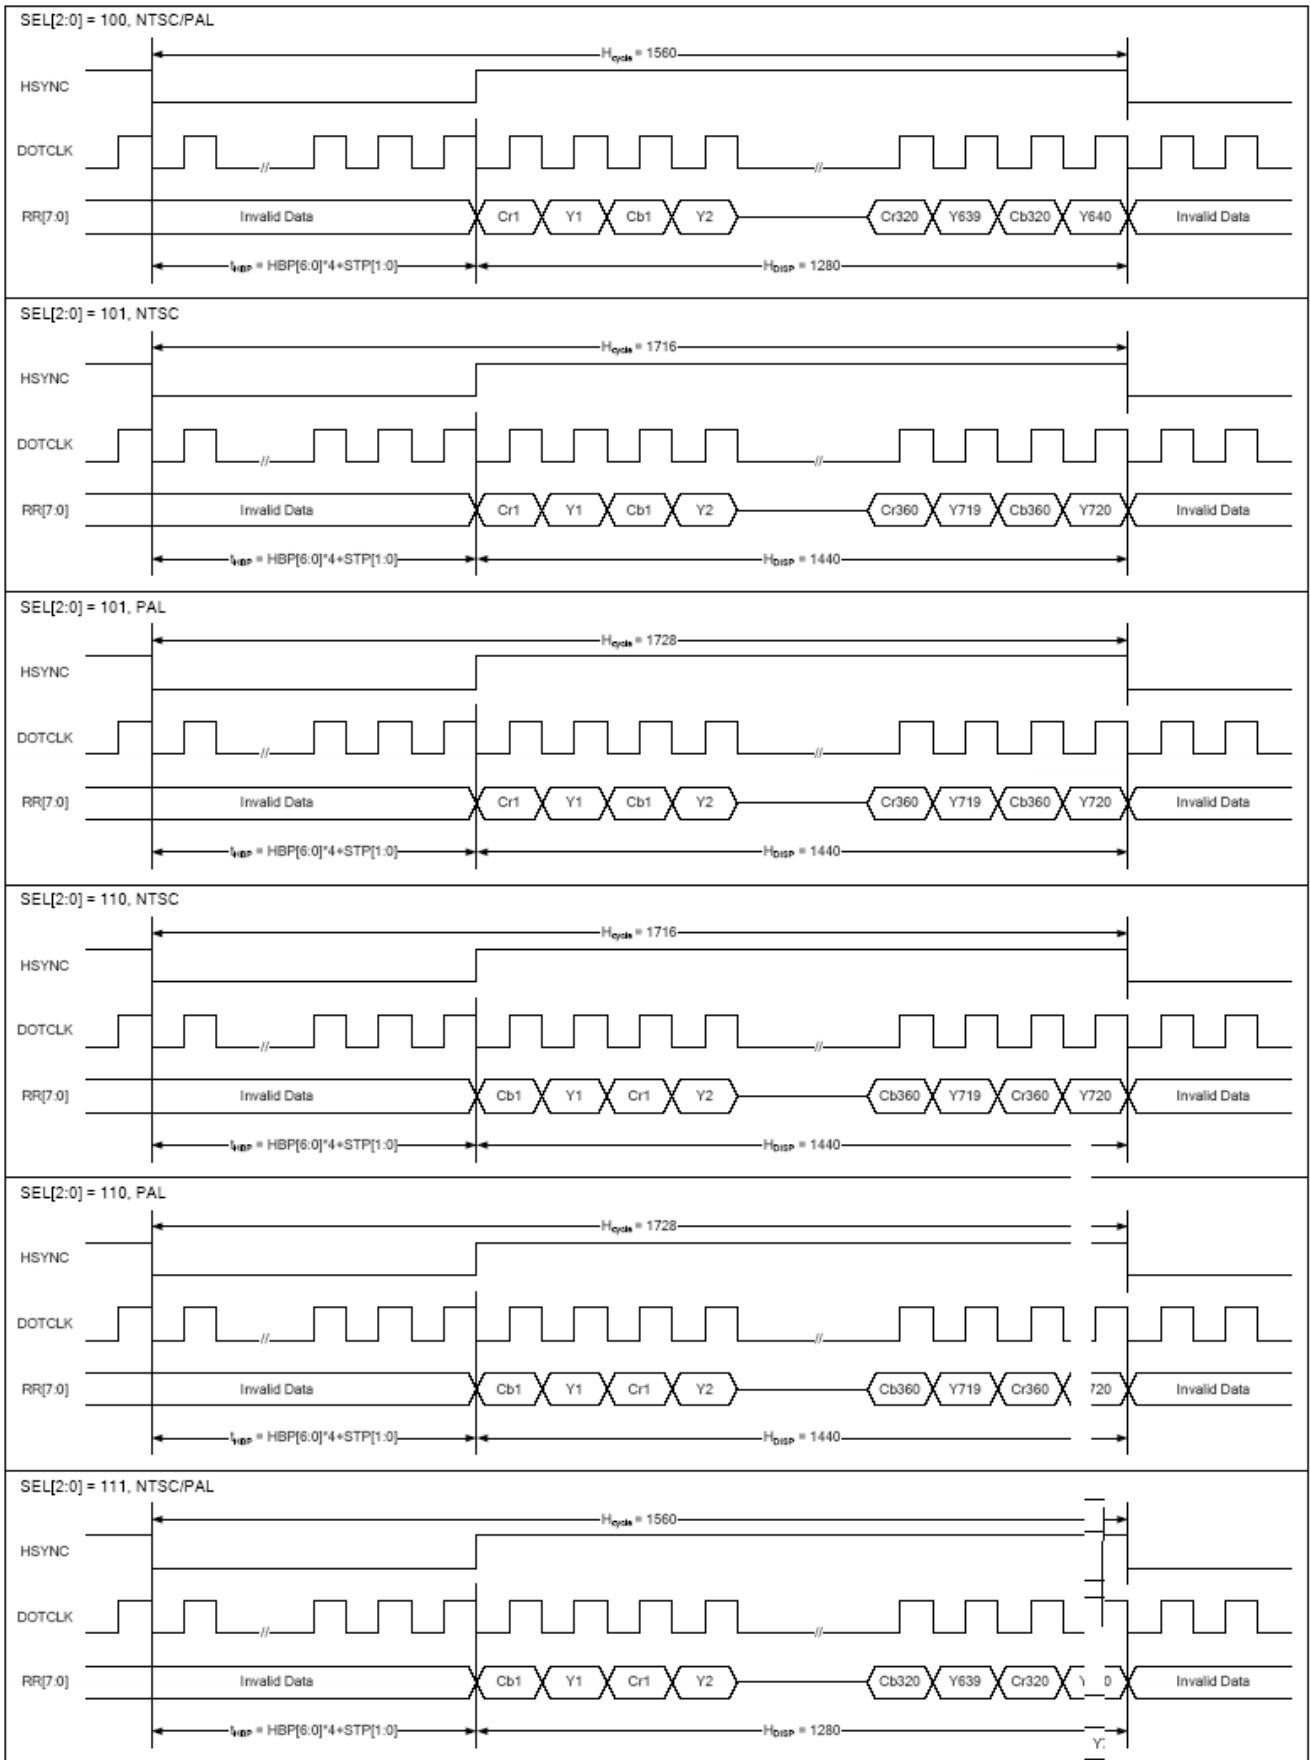 SEL[2:0] = 100, NTSC/PAL
Hcycle = 1560
HSYNC
DOTCLK
RR[7:0] Invalid Data Cr1 Y1 Cb1 Y2 Cr320 Y639 Cb320 Y640 Invalid Data
tHBP = HBP[6:0]*4+STP[1:0] HDISP = 1280
SEL[2:0] = 101, NTSC
Hcycle = 1716
HSYNC
DOTCLK
RR[7:0] Invalid Data Cr1 Y1 Cb1 Y2 Cr360 Y719 Cb360 Y720 Invalid Data
tHBP = HBP[6:0]*4+STP[1:0] HDISP = 1440
SEL[2:0] = 101, PAL
Hcycle = 1728
HSYNC
DOTCLK
RR[7:0] Invalid Data Cr1 Y1 Cb1 Y2 Cr360 Y719 Cb360 Y720 Invalid Data
tHBP = HBP[6:0]*4+STP[1:0] HDISP = 1440
SEL[2:0] = 110, NTSC
Hcycle = 1716
HSYNC
DOTCLK
RR[7:0] Invalid Data Cb1 Y1 Cr1 Y2 Cb360 Y719 Cr360 Y720 Invalid Data
tHBP = HBP[6:0]*4+STP[1:0] HDISP = 1440
SEL[2:0] = 110, PAL
Hcycle = 1728
HSYNC
DOTCLK
RR[7:0] Invalid Data Cb1 Y1 Cr1 Y2 Cb360 Y719 Cr360 720 Invalid Data
tHBP = HBP[6:0]*4+STP[1:0] HDISP = 1440
SEL[2:0] = 111, NTSC/PAL
Hcycle = 1560
HSYNC
DOTCLK
RR[7:0] Invalid Data Cb1 Y1 Cr1 Y2 Cb320 Y639 Cr320 Invalid Data
tHBP = HBP[6:0]*4+STP[1:0] HDISP = 1280